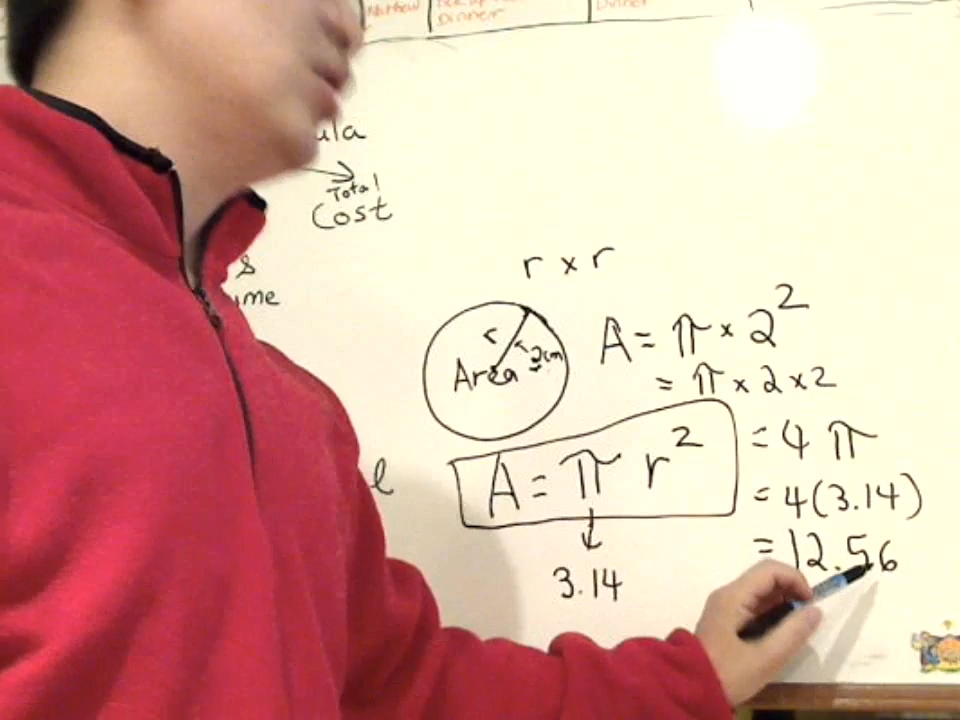 Dinner
Dinner
ula
Total
Cost
&
ume
r x r
r
2cm
Area
A = π × 2²
= π × 2 × 2
= 4 π
= 4(3.14)
= 12.56
A = π r²
3.14
l